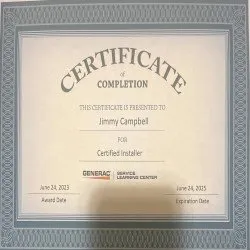 CERTIFICATE
of
COMPLETION
THIS CERTIFICATE IS PRESENTED TO
Jimmy Campbell
FOR
Certified Installer
GENERAC | SERVICE LEARNING CENTER
June 24, 2023 June 24, 2025
Award Date Expiration Date